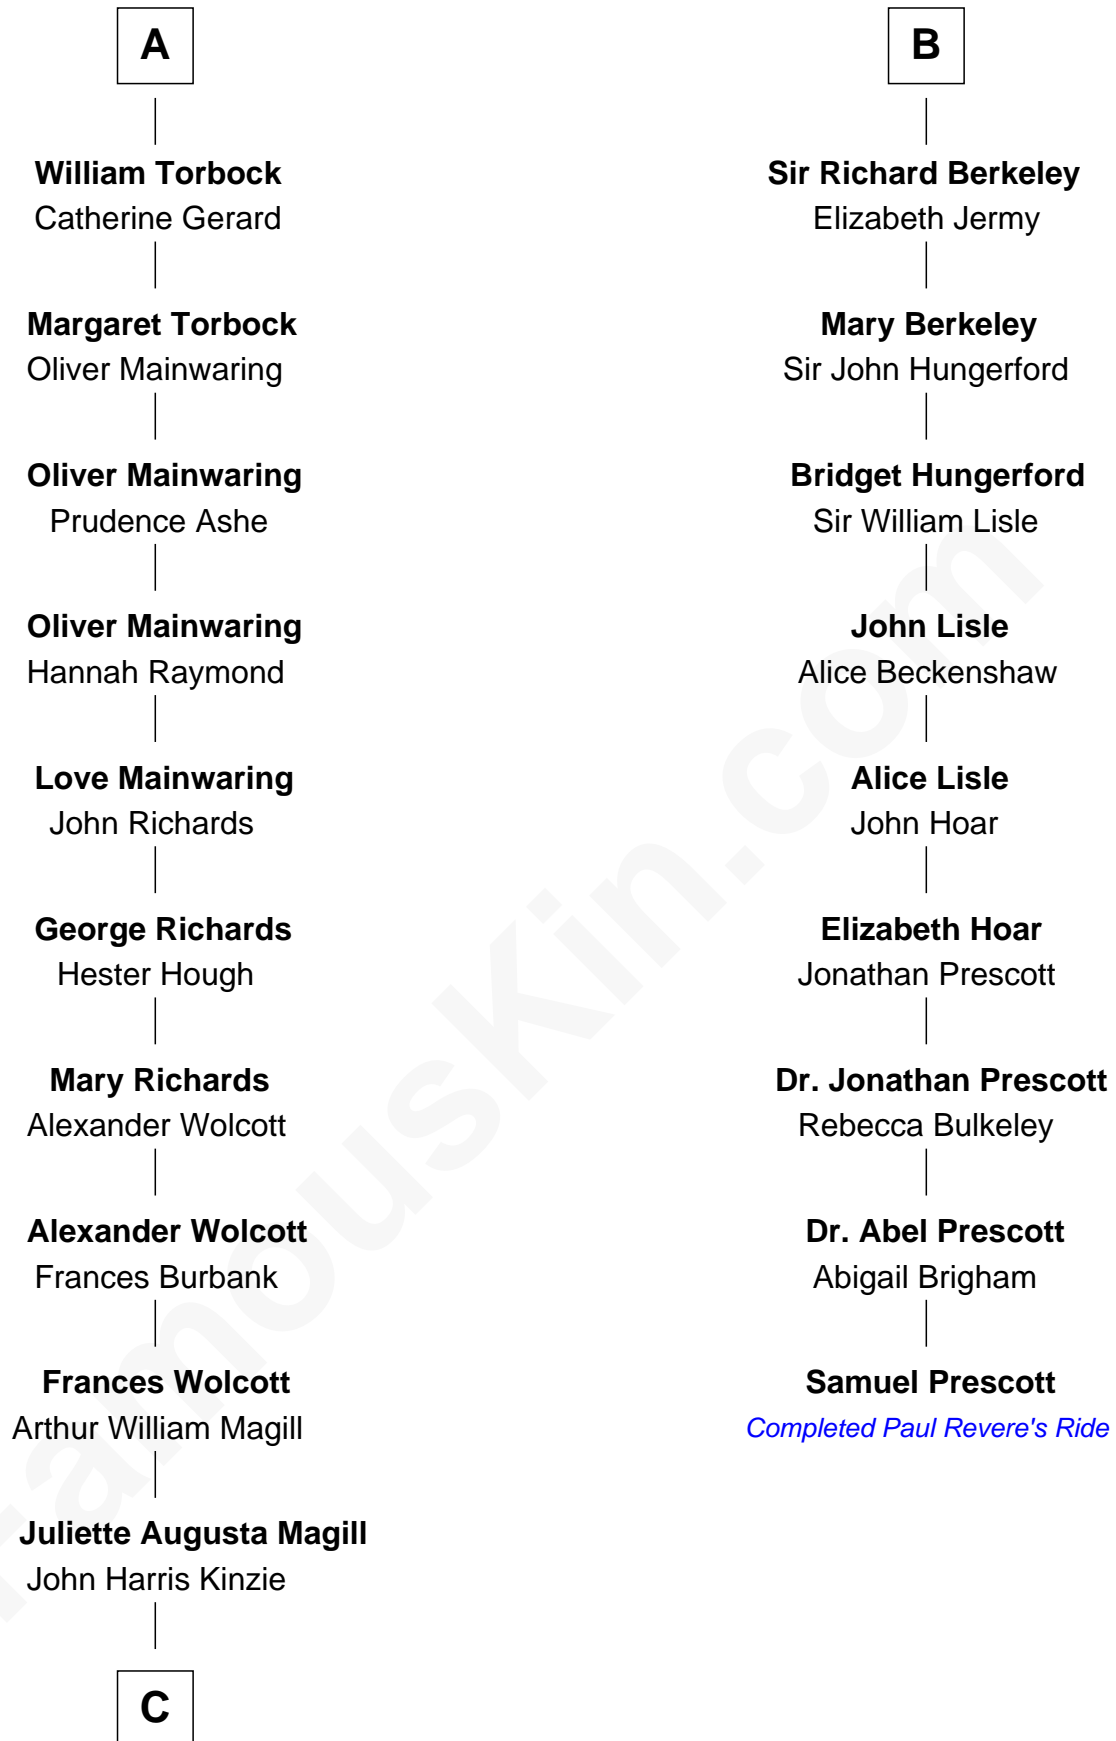 A
William Torbock
Catherine Gerard
Margaret Torbock
Oliver Mainwaring
Oliver Mainwaring
Prudence Ashe
Oliver Mainwaring
Hannah Raymond
Love Mainwaring
John Richards
George Richards
Hester Hough
Mary Richards
Alexander Wolcott
Alexander Wolcott
Frances Burbank
Frances Wolcott
Arthur William Magill
Juliette Augusta Magill
John Harris Kinzie
C
B
Sir Richard Berkeley
Elizabeth Jermy
Mary Berkeley
Sir John Hungerford
Bridget Hungerford
Sir William Lisle
John Lisle
Alice Beckenshaw
Alice Lisle
John Hoar
Elizabeth Hoar
Jonathan Prescott
Dr. Jonathan Prescott
Rebecca Bulkeley
Dr. Abel Prescott
Abigail Brigham
Samuel Prescott
Completed Paul Revere's Ride
FamousKin.com